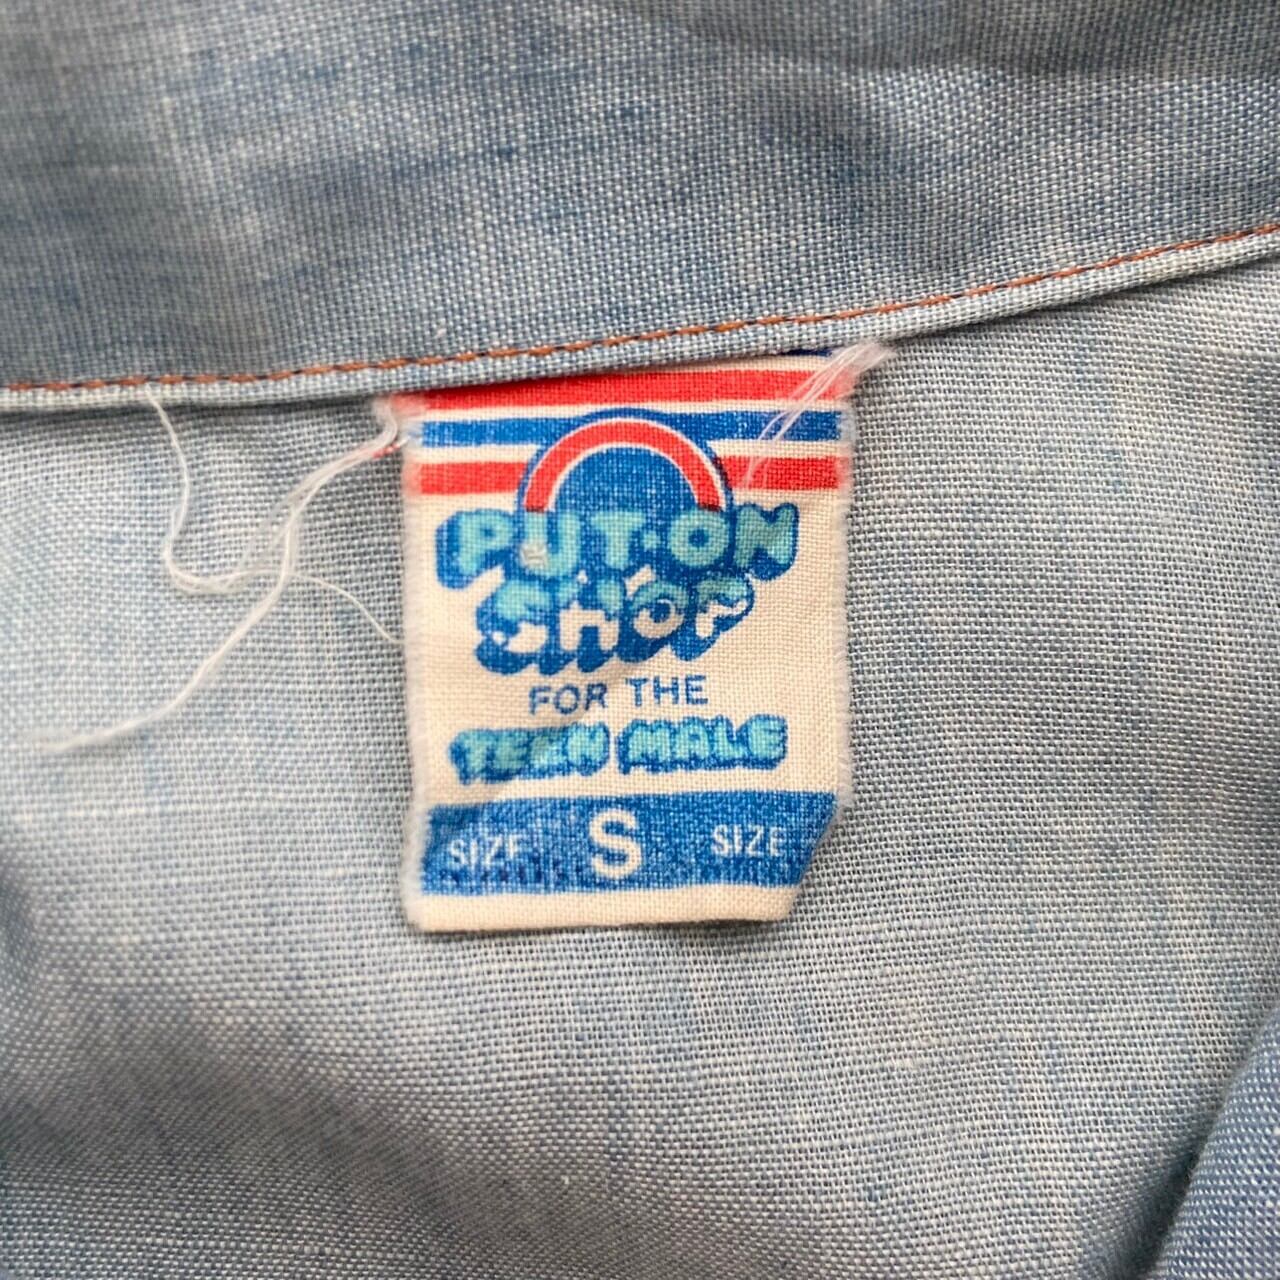 PUT-ON
SHOP
FOR THE
TEEN MALE
SIZE S SIZE